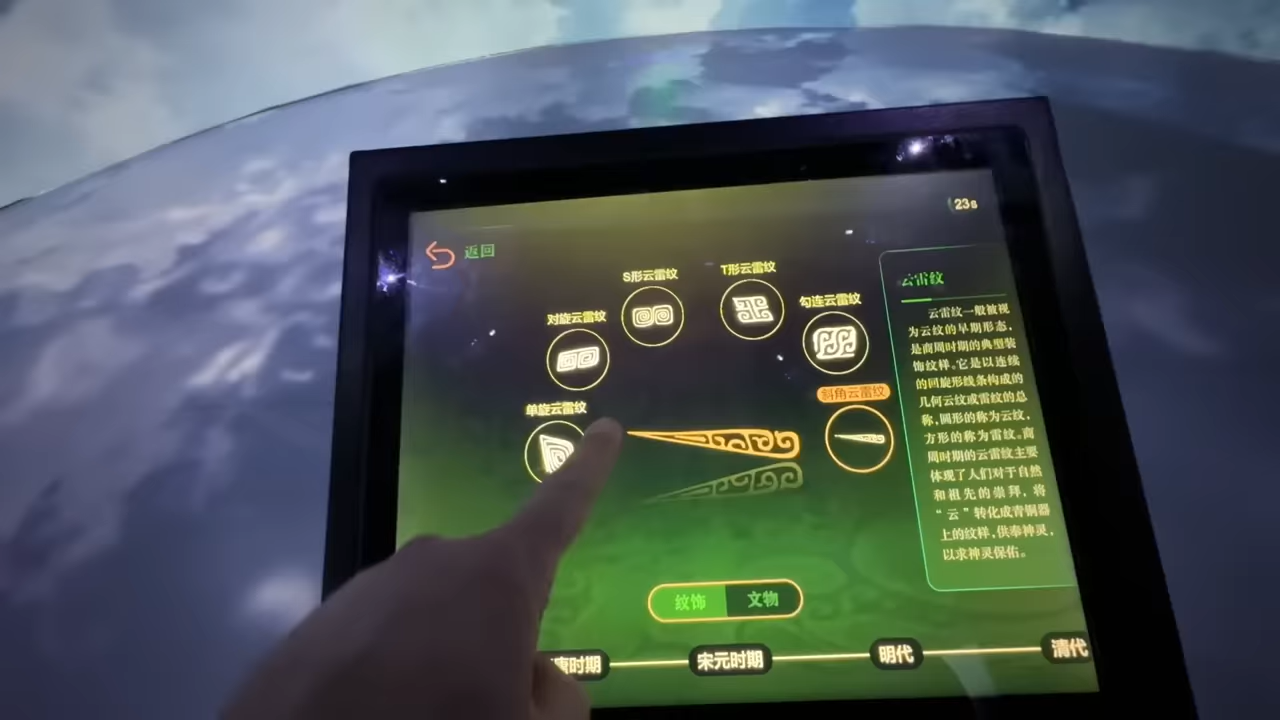 23s
返回
S形云雷纹
T形云雷纹
对旋云雷纹
勾连云雷纹
单旋云雷纹
斜角云雷纹
云雷纹
云雷纹一般被视
为云纹的早期形态，
是商周时期的典型装
饰纹样。它是以连续
的回旋形线条构成的
几何云纹或雷纹的总
称，圆形的称为云纹，
方形的称为雷纹。商
周时期的云雷纹主要
体现了人们对于自然
和祖先的崇拜，将
“云”转化成青铜器
上的纹样，供奉神灵，
以求神灵保佑。
纹饰
文物
唐时期
宋元时期
明代
清代